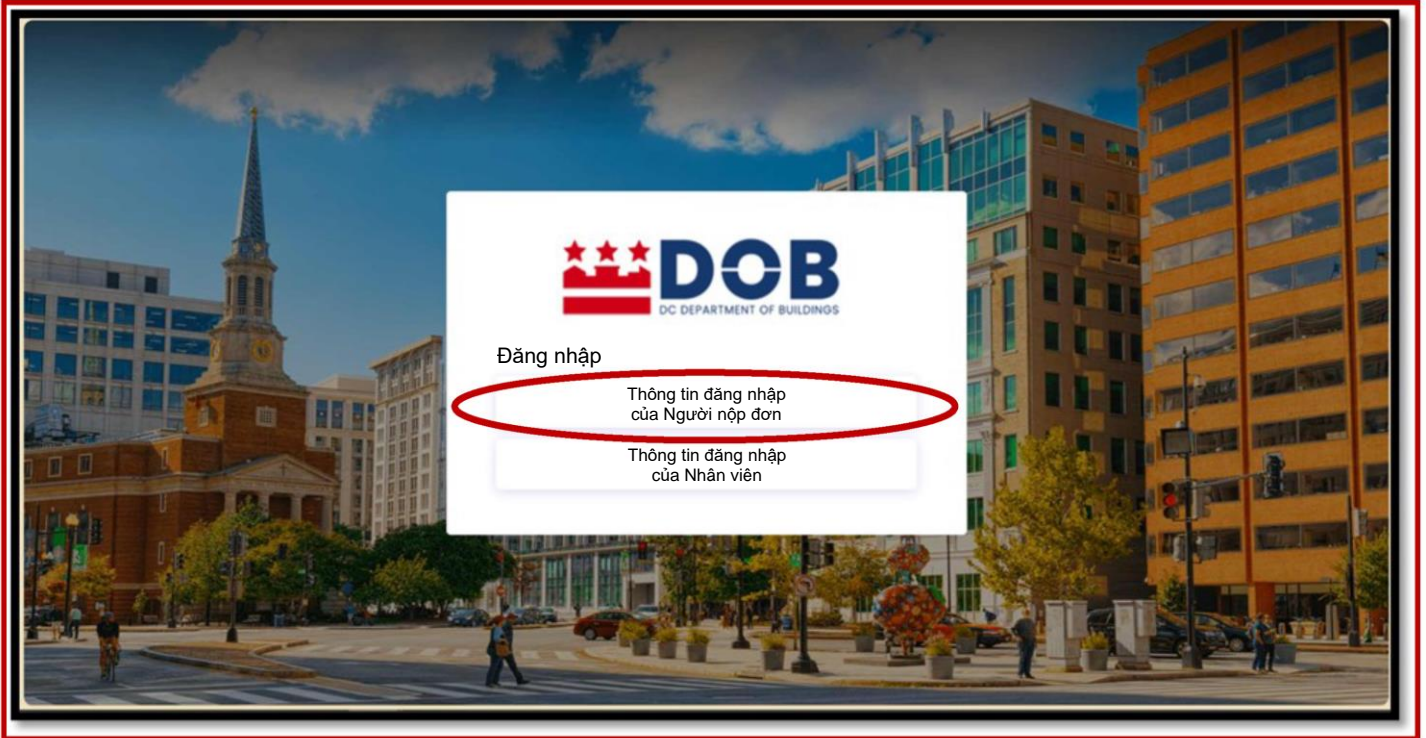 DOB
DC DEPARTMENT OF BUILDINGS
Đăng nhập
Thông tin đăng nhập
của Người nộp đơn
Thông tin đăng nhập
của Nhân viên